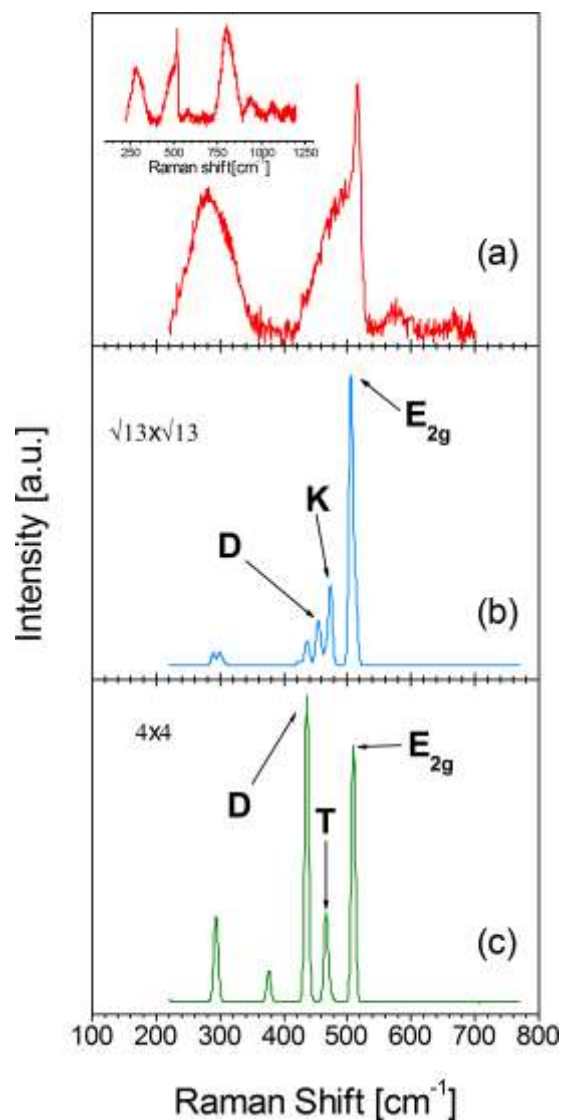 250 500 750 1000 1250
Raman shift[cm⁻¹]
(a)
√13x√13
E₂g
K
D
(b)
4x4
E₂g
D
T
(c)
Intensity [a.u.]
100 200 300 400 500 600 700 800
Raman Shift [cm⁻¹]